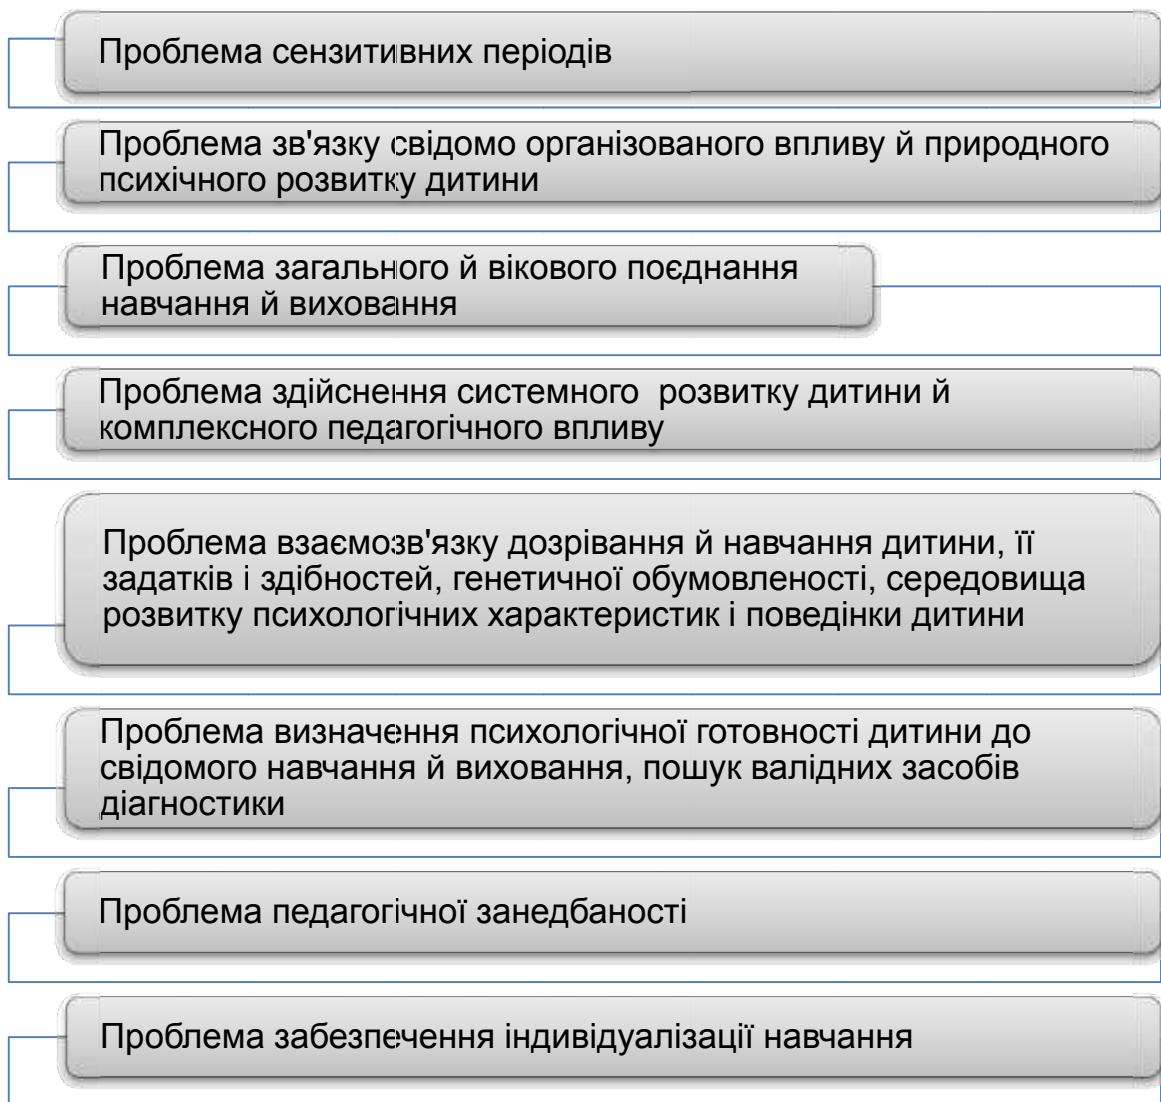 Проблема сензитивних періодів
Проблема зв'язку свідомо організованого впливу й природного
психічного розвитку дитини
Проблема загального й вікового поєднання
навчання й виховання
Проблема здійснення системного розвитку дитини й
комплексного педагогічного впливу
Проблема взаємозв'язку дозрівання й навчання дитини, її
задатків і здібностей, генетичної обумовленості, середовища
розвитку психологічних характеристик і поведінки дитини
Проблема визначення психологічної готовності дитини до
свідомого навчання й виховання, пошук валідних засобів
діагностики
Проблема педагогічної занедбаності
Проблема забезпечення індивідуалізації навчання